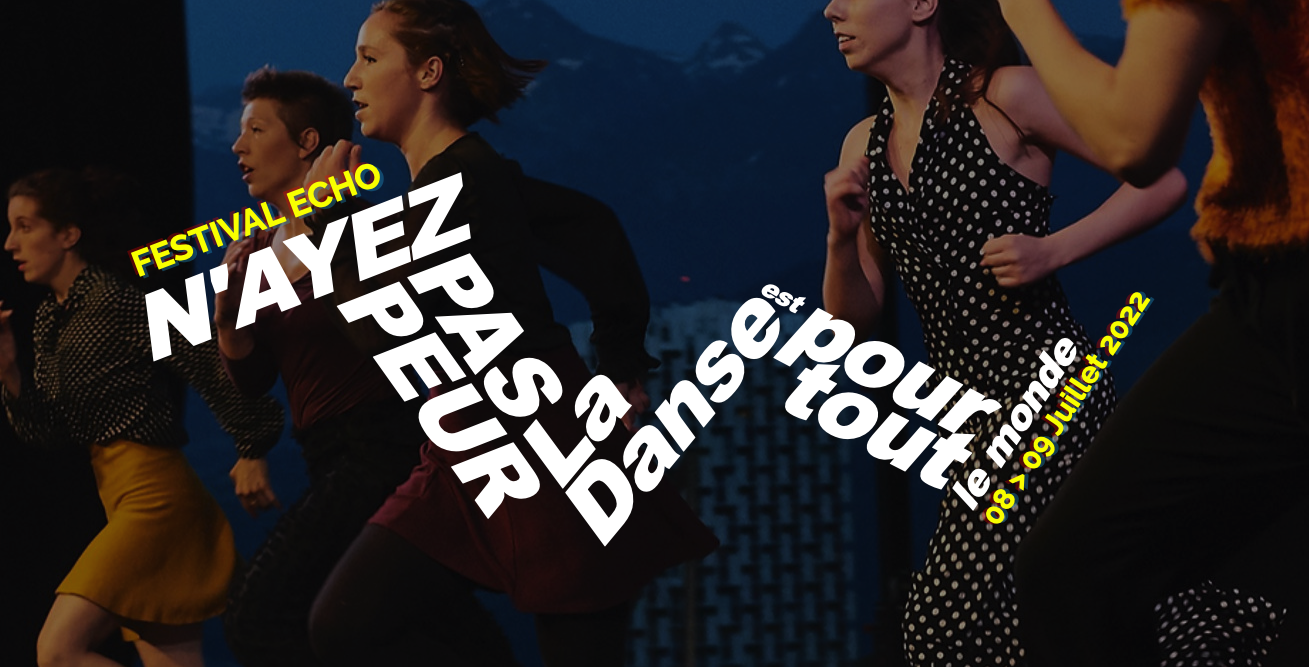 FESTIVAL ECHO
N'AYEZ
PAS
PEUR
La
Danse
est
pour
tout
le monde
08 > 09 Juillet 2022